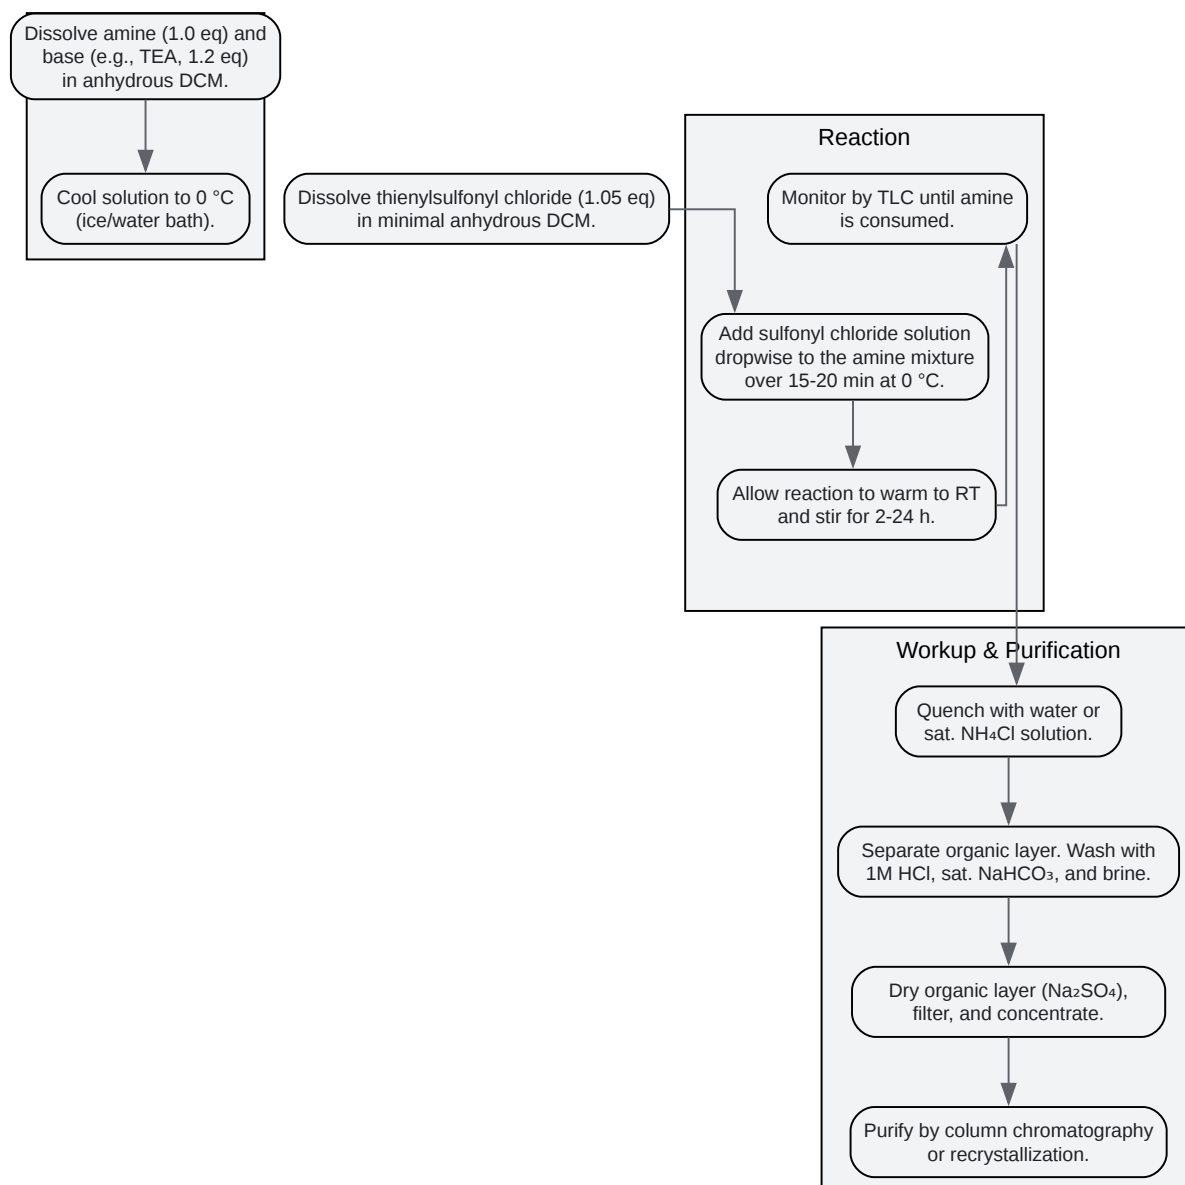 Dissolve amine (1.0 eq) and
base (e.g., TEA, 1.2 eq)
in anhydrous DCM.
Cool solution to 0 °C
(ice/water bath).
Dissolve thienylsulfonyl chloride (1.05 eq)
in minimal anhydrous DCM.
Reaction
Monitor by TLC until amine
is consumed.
Add sulfonyl chloride solution
dropwise to the amine mixture
over 15-20 min at 0 °C.
Allow reaction to warm to RT
and stir for 2-24 h.
Workup & Purification
Quench with water or
sat. NH₄Cl solution.
Separate organic layer. Wash with
1M HCl, sat. NaHCO₃, and brine.
Dry organic layer (Na₂SO₄),
filter, and concentrate.
Purify by column chromatography
or recrystallization.